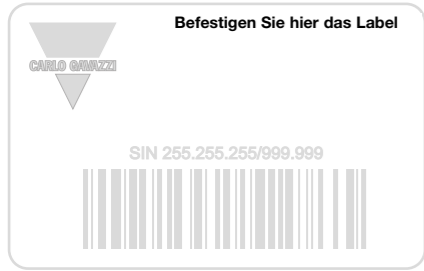 Befestigen Sie hier das Label
CARLO GAVAZZI
SIN 255.255.255/999.999